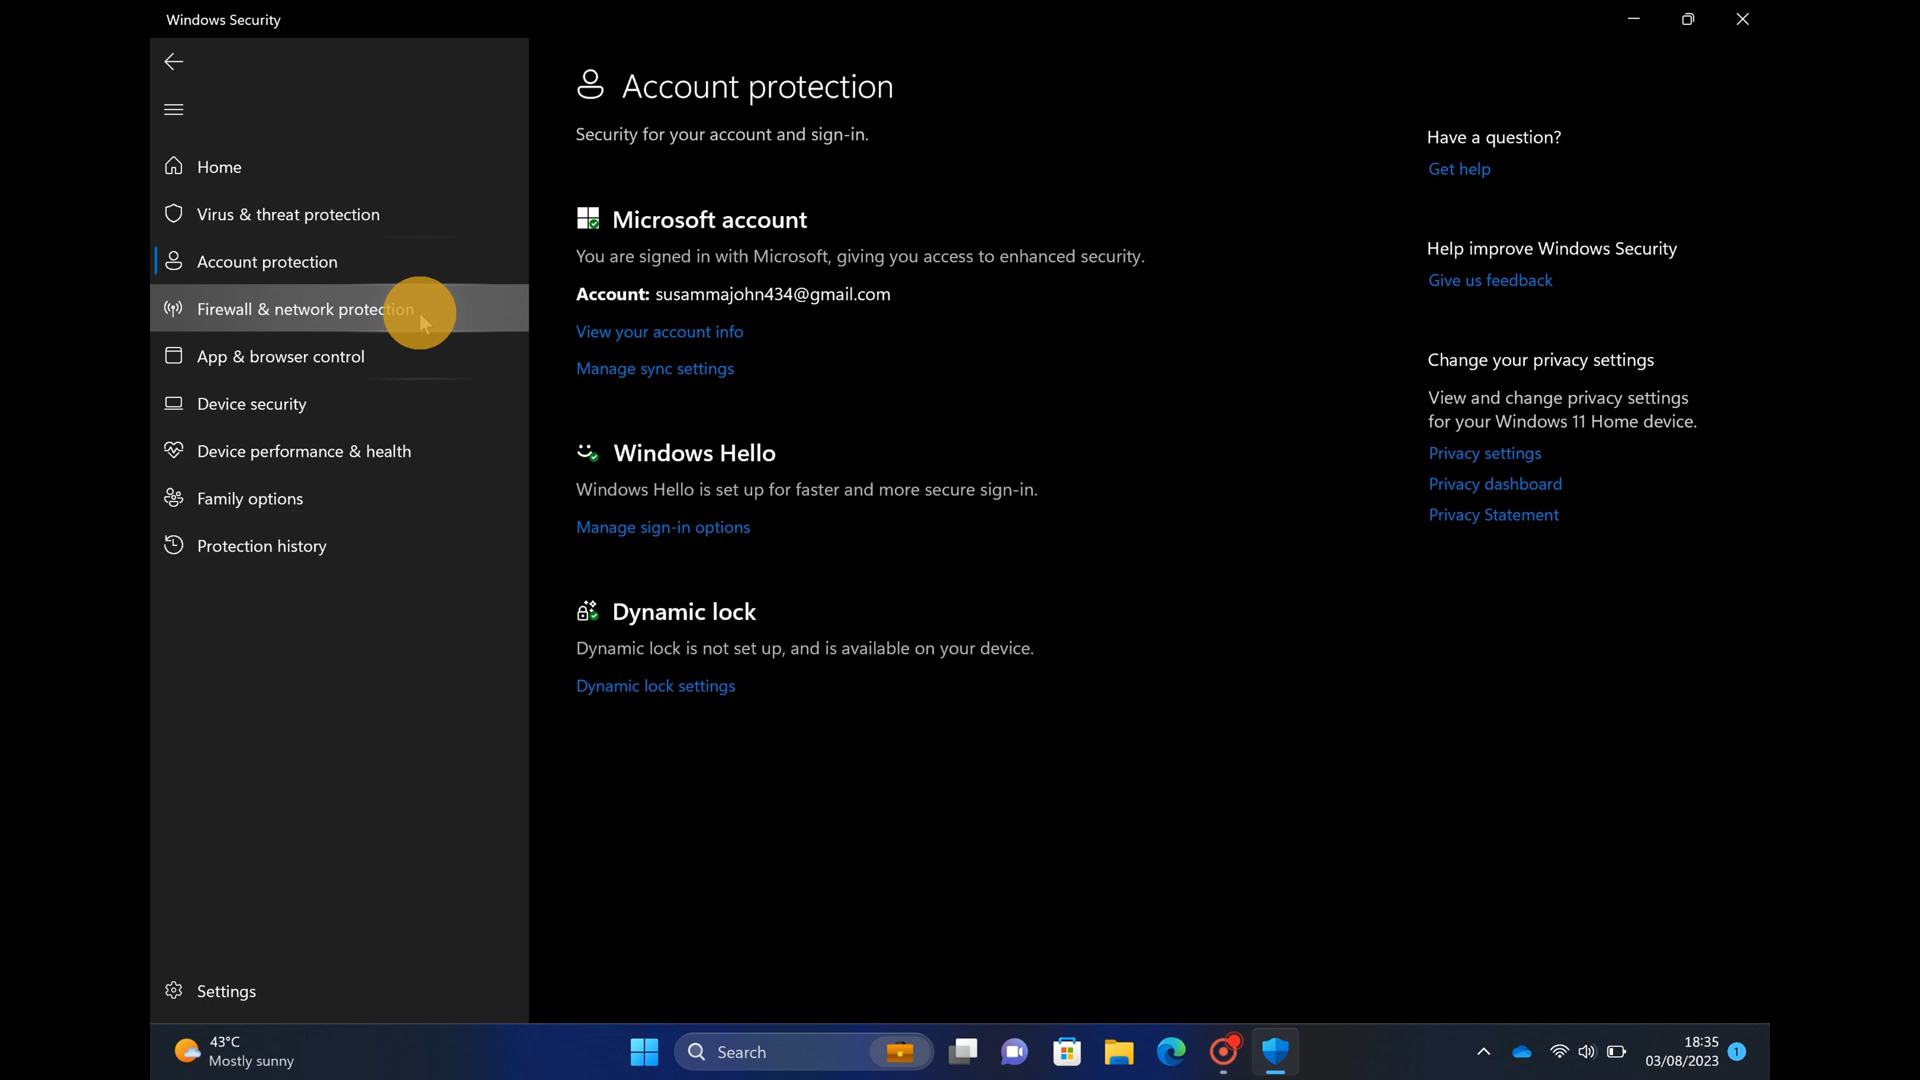 Windows Security
Home
Virus & threat protection
Account protection
Firewall & network protection
App & browser control
Device security
Device performance & health
Family options
Protection history
Settings
Account protection
Security for your account and sign-in.
Microsoft account
You are signed in with Microsoft, giving you access to enhanced security.
Account: susammajohn434@gmail.com
View your account info
Manage sync settings
Windows Hello
Windows Hello is set up for faster and more secure sign-in.
Manage sign-in options
Dynamic lock
Dynamic lock is not set up, and is available on your device.
Dynamic lock settings
Have a question?
Get help
Help improve Windows Security
Give us feedback
Change your privacy settings
View and change privacy settings
for your Windows 11 Home device.
Privacy settings
Privacy dashboard
Privacy Statement
43°C
Mostly sunny
Search
18:35
03/08/2023
1